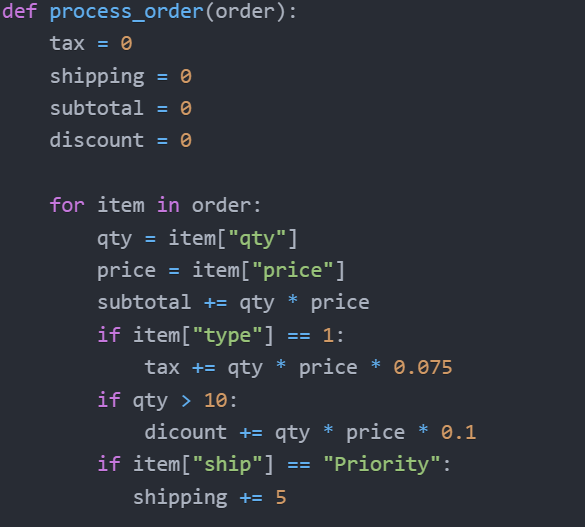 def process_order(order):
    tax = 0
    shipping = 0
    subtotal = 0
    discount = 0

    for item in order:
        qty = item["qty"]
        price = item["price"]
        subtotal += qty * price
        if item["type"] == 1:
            tax += qty * price * 0.075
        if qty > 10:
            dicount += qty * price * 0.1
        if item["ship"] == "Priority":
           shipping += 5